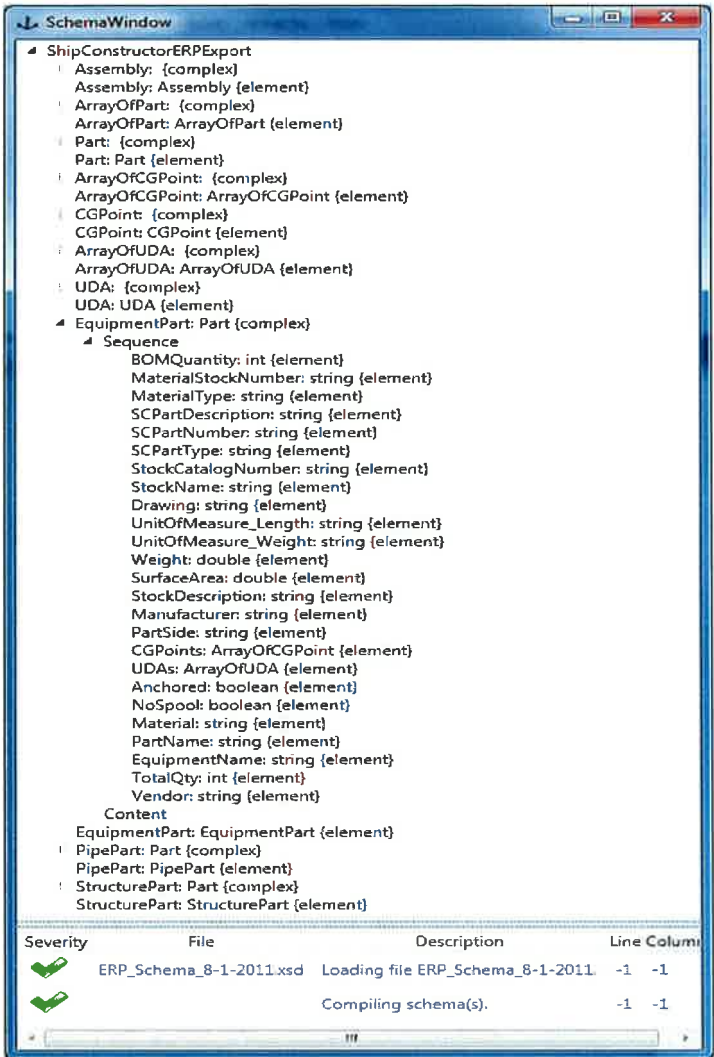 SchemaWindow
ShipConstructorERPExport
Assembly: {complex}
Assembly: Assembly {element}
ArrayOfPart: {complex}
ArrayOfPart: ArrayOfPart {element}
Part: {complex}
Part: Part {element}
ArrayOfCGPoint: {complex}
ArrayOfCGPoint: ArrayOfCGPoint {element}
CGPoint: {complex}
CGPoint: CGPoint {element}
ArrayOfUDA: {complex}
ArrayOfUDA: ArrayOfUDA {element}
UDA: {complex}
UDA: UDA {element}
EquipmentPart: Part {complex}
Sequence
BOMQuantity: int {element}
MaterialStockNumber: string {element}
MaterialType: string {element}
SCPartDescription: string {element}
SCPartNumber: string {element}
SCPartType: string {element}
StockCatalogNumber: string {element}
StockName: string {element}
Drawing: string {element}
UnitOfMeasure_Length: string {element}
UnitOfMeasure_Weight: string {element}
Weight: double {element}
SurfaceArea: double {element}
StockDescription: string {element}
Manufacturer: string {element}
PartSide: string {element}
CGPoints: ArrayOfCGPoint {element}
UDAs: ArrayOfUDA {element}
Anchored: boolean {element}
NoSpool: boolean {element}
Material: string {element}
PartName: string {element}
EquipmentName: string {element}
TotalQty: int {element}
Vendor: string {element}
Content
EquipmentPart: EquipmentPart {element}
PipePart: Part {complex}
PipePart: PipePart {element}
StructurePart: Part {complex}
StructurePart: StructurePart {element}
Severity File Description Line Colum
ERP_Schema_8-1-2011.xsd Loading file ERP_Schema_8-1-2011. -1 -1
Compiling schema(s). -1 -1